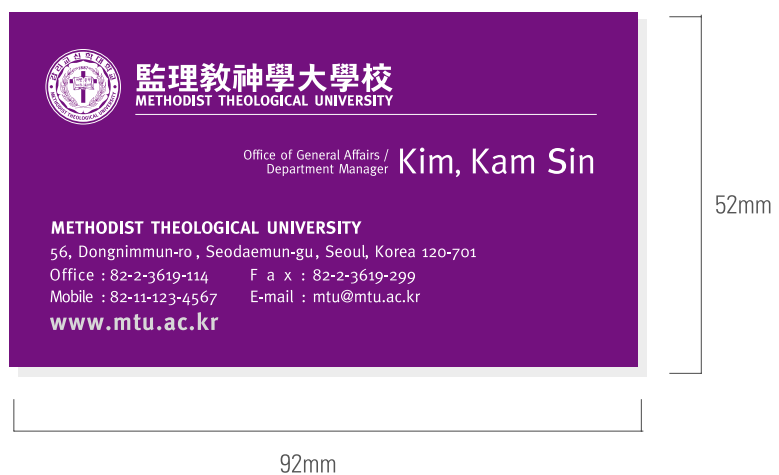 監理敎神學大學校
METHODIST THEOLOGICAL UNIVERSITY
Office of General Affairs /
Department Manager
Kim, Kam Sin
METHODIST THEOLOGICAL UNIVERSITY
56, Dongnimmun-ro , Seodaemun-gu, Seoul, Korea 120-701
Office : 82-2-3619-114 F a x : 82-2-3619-299
Mobile : 82-11-123-4567 E-mail : mtu@mtu.ac.kr
www.mtu.ac.kr
52mm
92mm